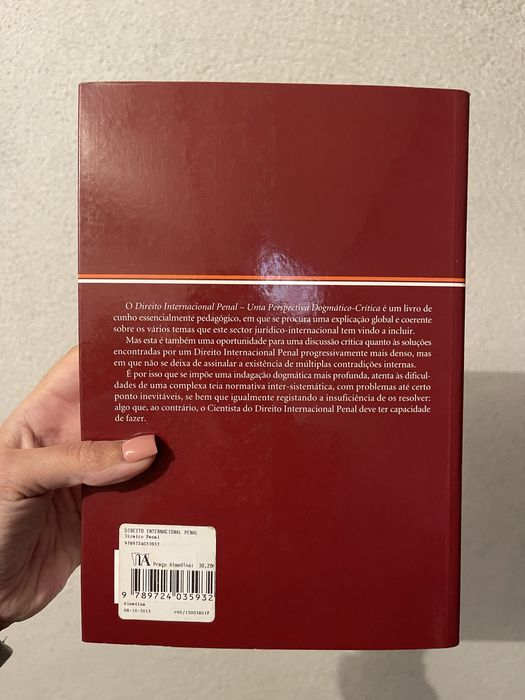 O Direito Internacional Penal – Uma Perspectiva Dogmático-Crítica é um livro de
cunho essencialmente pedagógico, em que se procura uma explicação global e coerente
sobre os vários temas que este sector jurídico-internacional tem vindo a incluir.
Mas esta é também uma oportunidade para uma discussão crítica quanto às soluções
encontradas por um Direito Internacional Penal progressivamente mais denso, mas
em que não se deixa de assinalar a existência de múltiplas contradições internas.
É por isso que se impõe uma indagação dogmática mais profunda, atenta às dificul-
dades de uma complexa teia normativa inter-sistemática, com problemas até certo
ponto inevitáveis, se bem que igualmente registando a insuficiência de os resolver:
algo que, ao contrário, o Cientista do Direito Internacional Penal deve ter capacidade
de fazer.
DIREITO INTERNACIONAL PENAL
Direito Penal
9789724035932
Preço Almedina: 30,28€
9 789724 035932
Almedina
08-10-2013